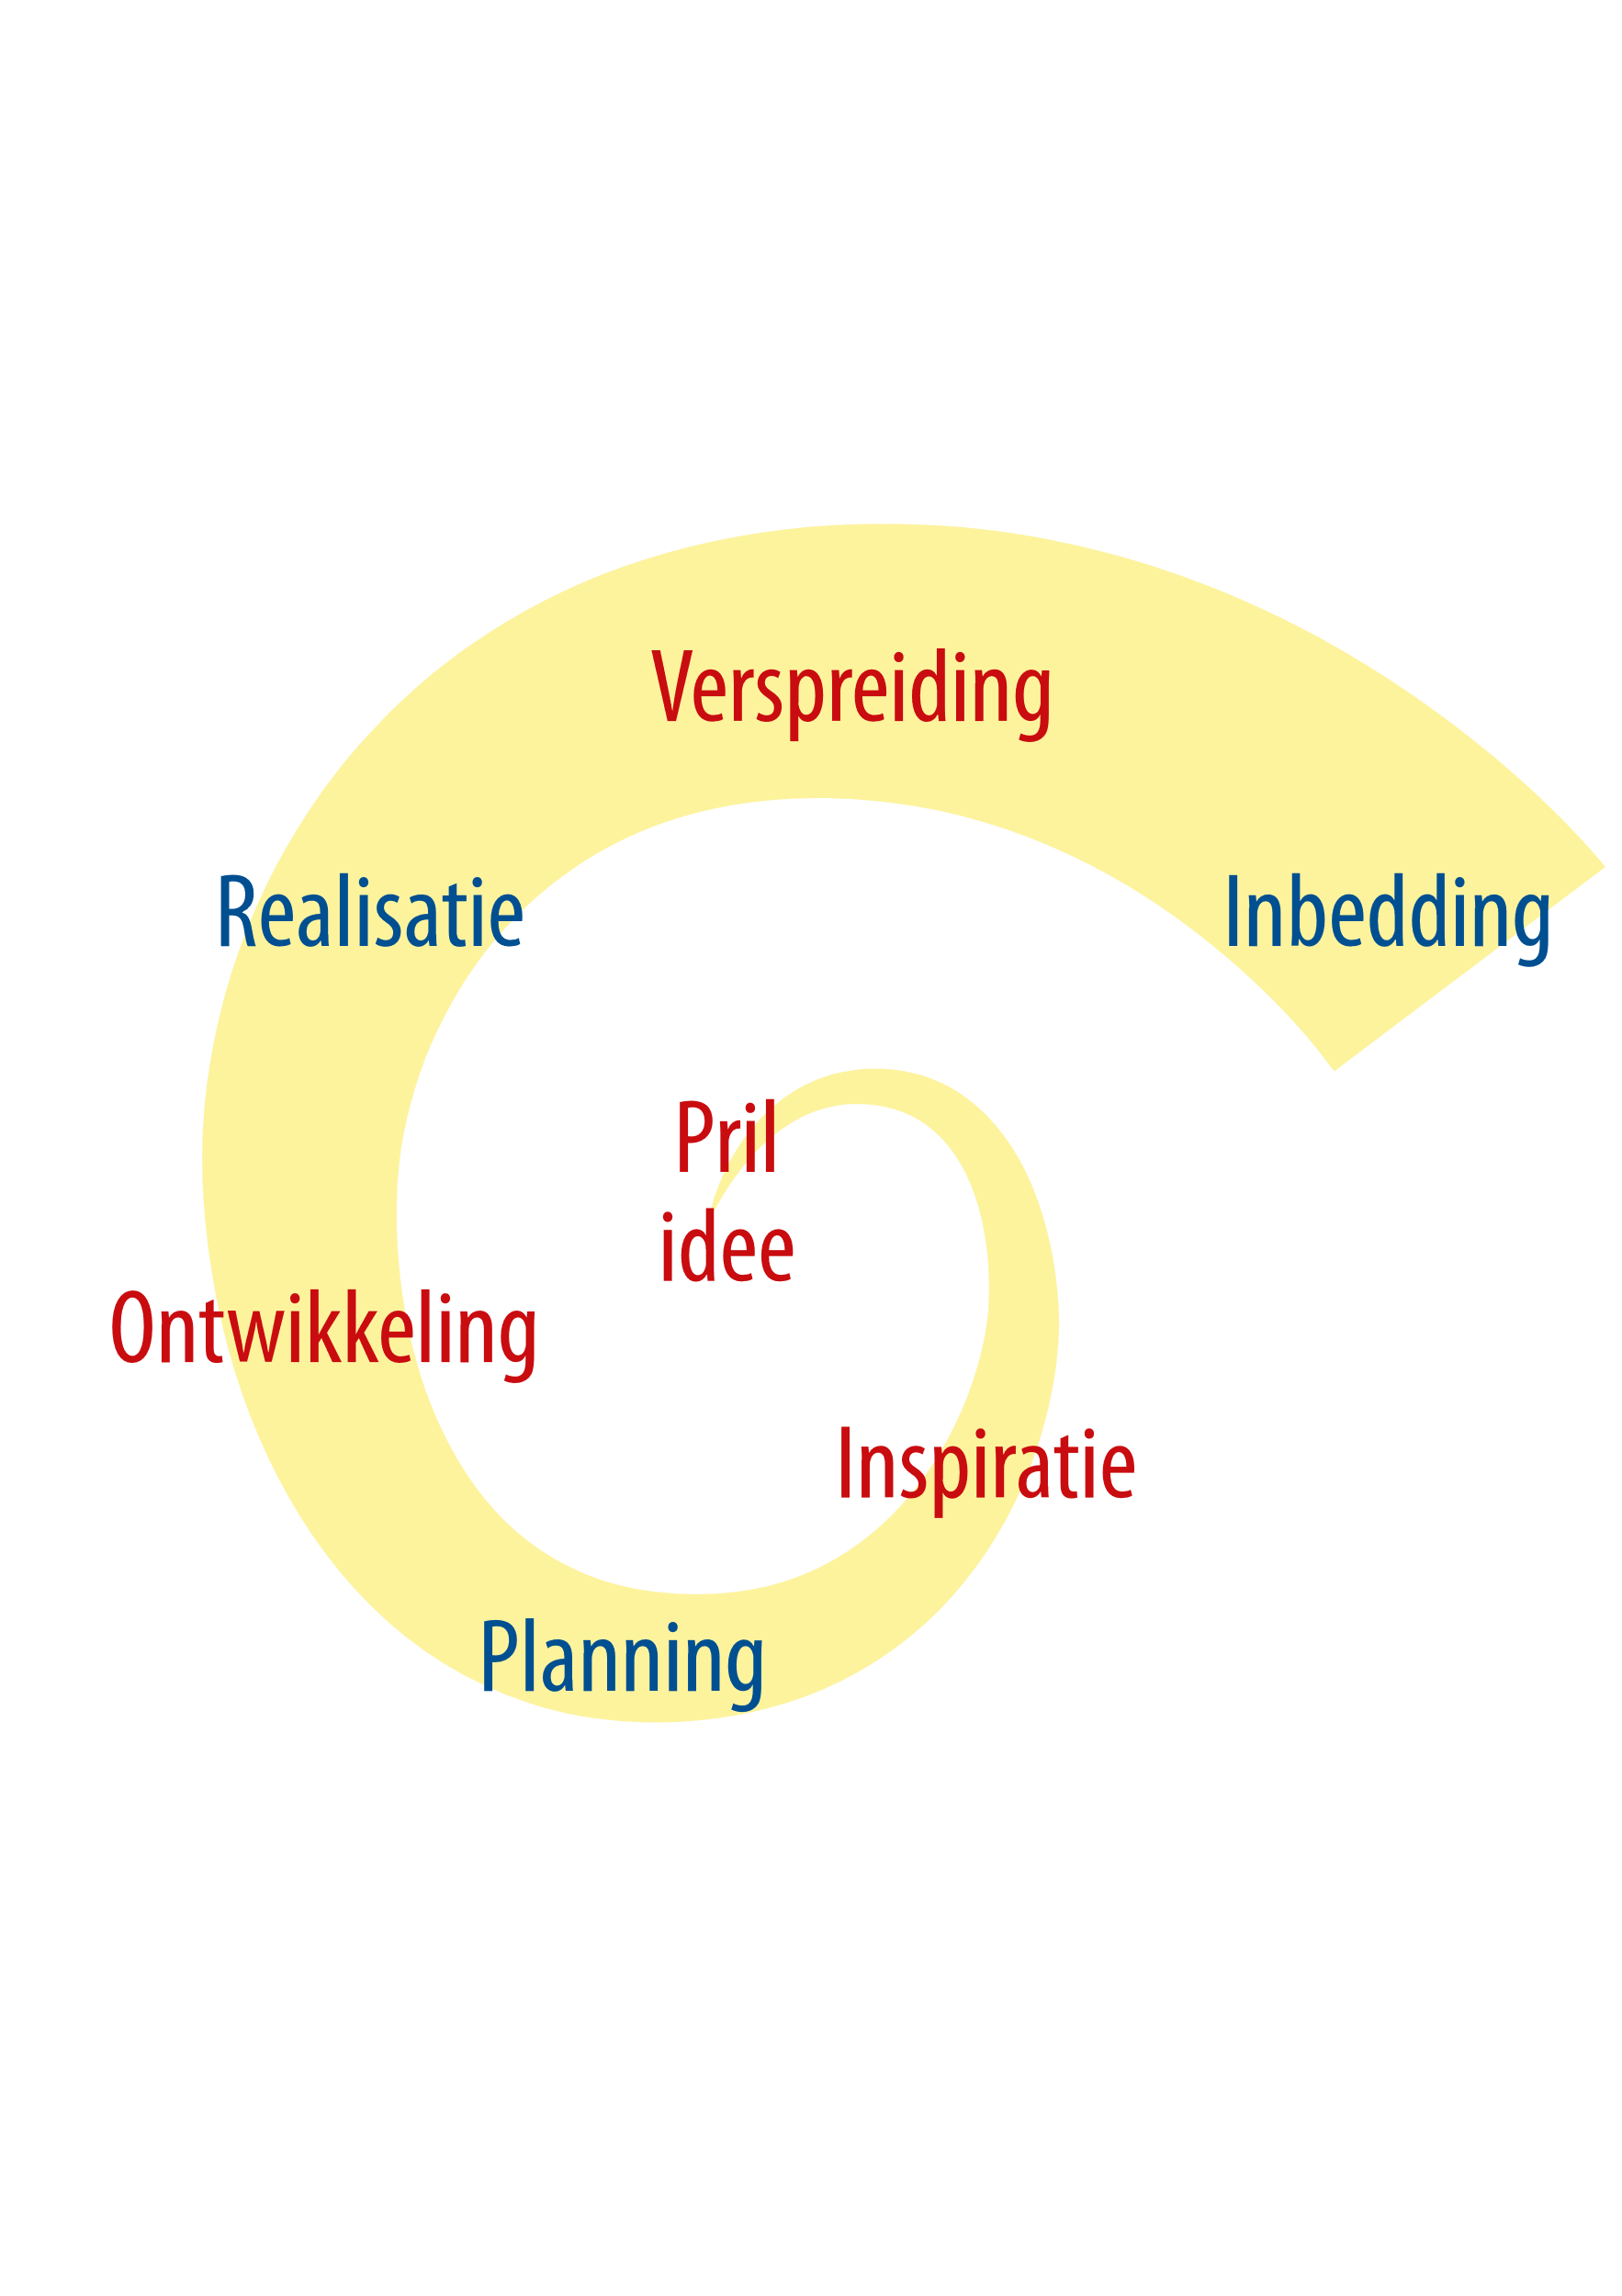 Verspreiding
Realisatie
Inbedding
Pril
idee
Ontwikkeling
Inspiratie
Planning